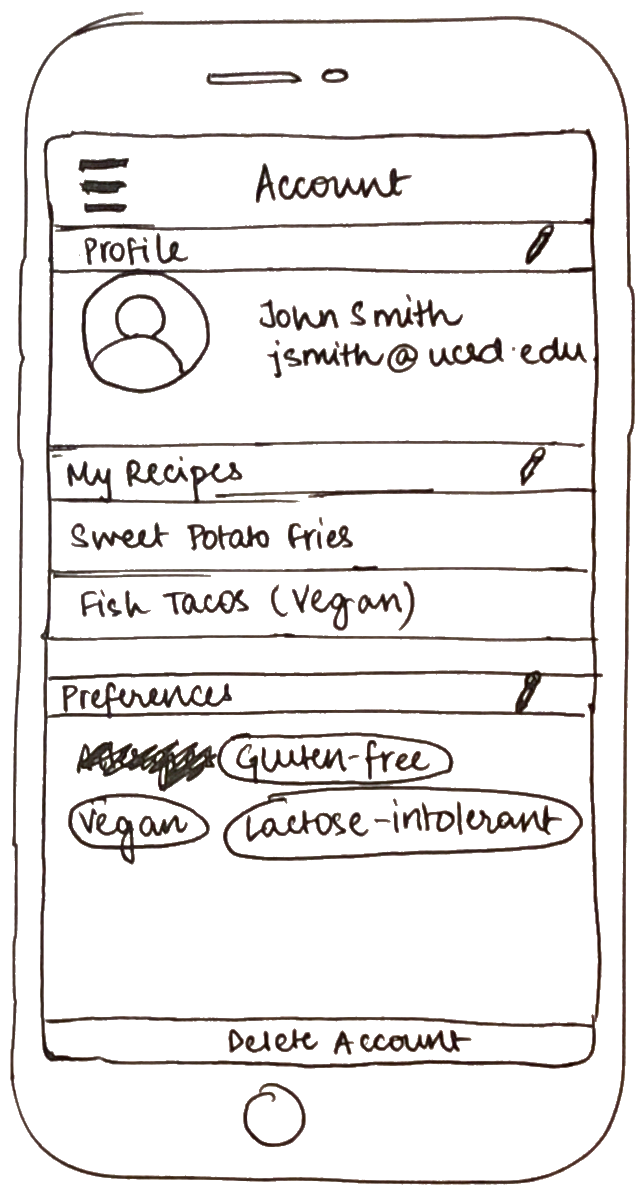 Account
Profile
John Smith
jsmith@ucsd.edu
My Recipes
Sweet Potato Fries
Fish Tacos (Vegan)
Preferences
Gluten-free
Vegan Lactose-intolerant
Delete Account